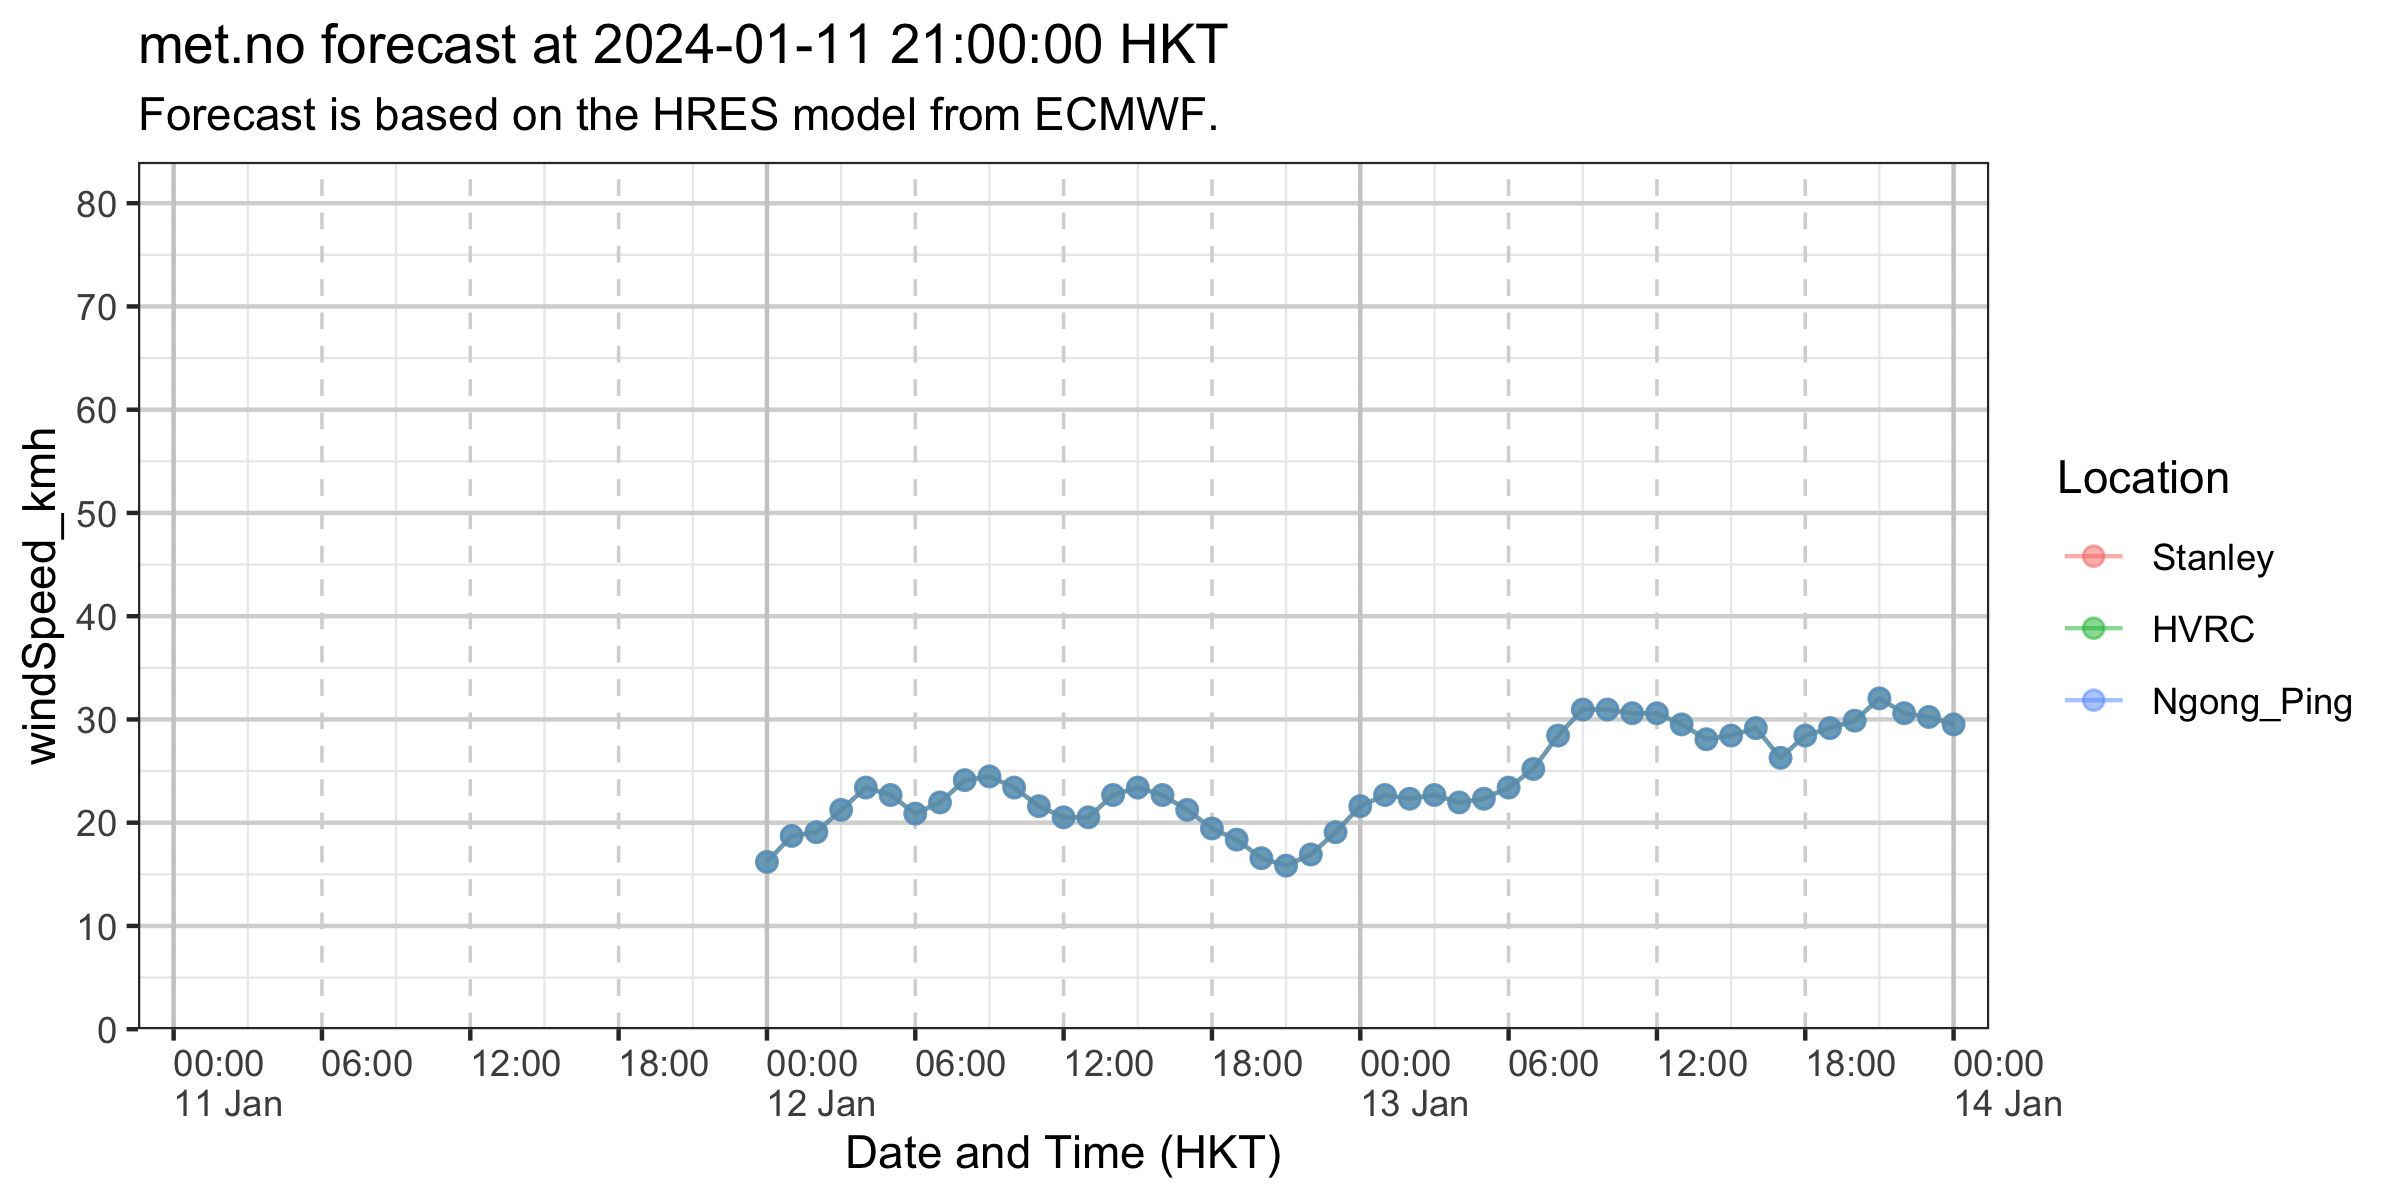 met.no forecast at 2024-01-11 21:00:00 HKT
Forecast is based on the HRES model from ECMWF.
windSpeed_kmh
80
70
60
50
40
30
20
10
0
00:00 06:00 12:00 18:00 00:00 06:00 12:00 18:00 00:00 06:00 12:00 18:00 00:00
11 Jan 12 Jan 13 Jan 14 Jan
Date and Time (HKT)
Location
Stanley
HVRC
Ngong_Ping